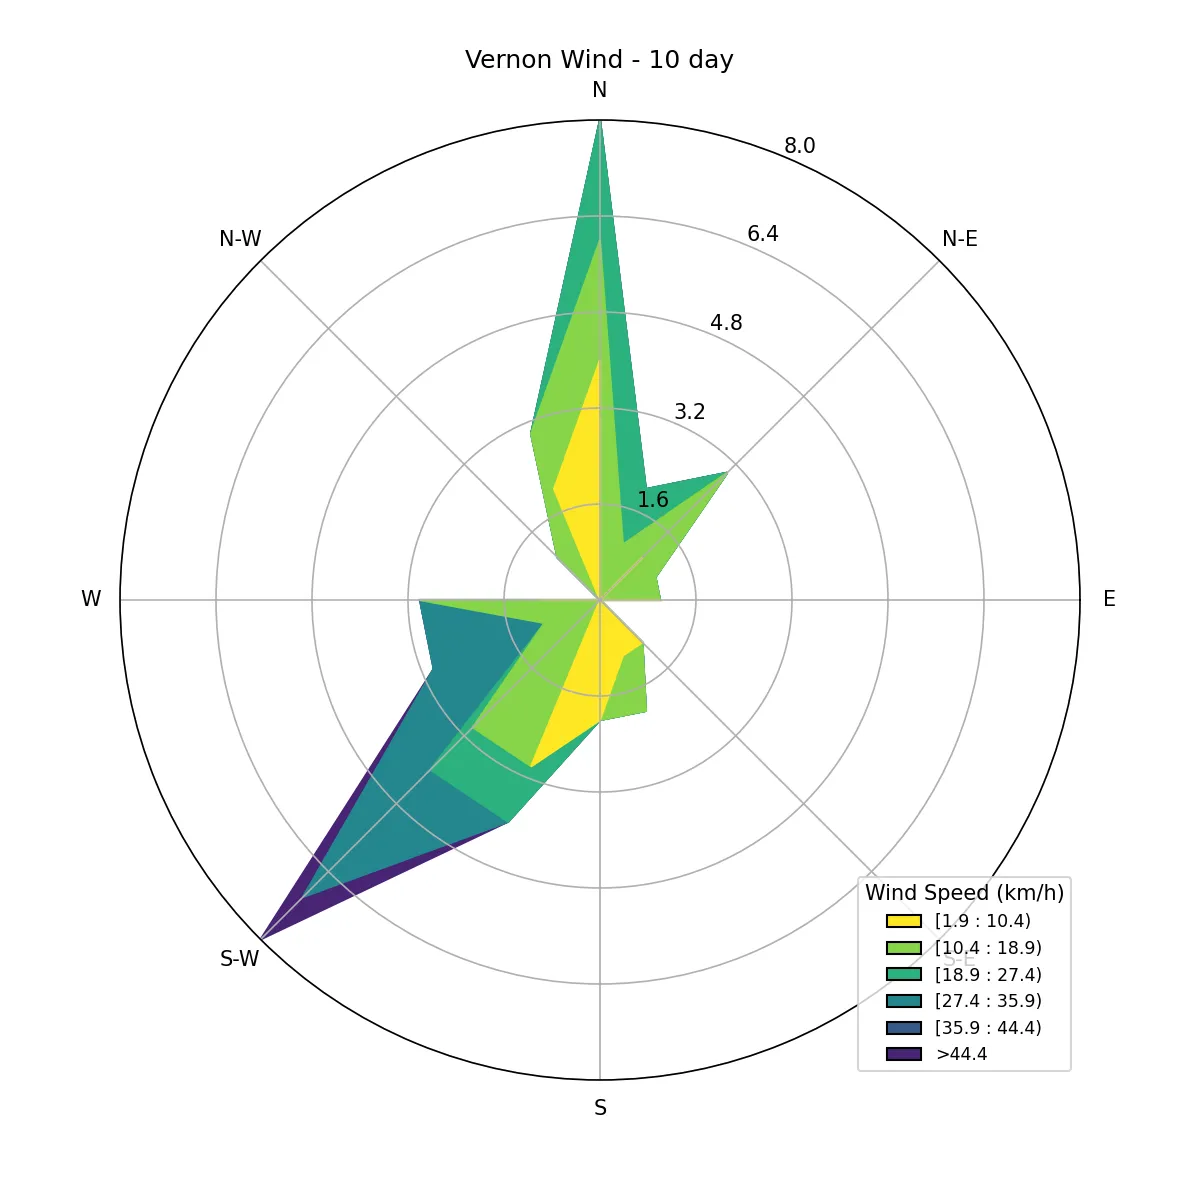 Vernon Wind - 10 day
N
8.0
N-W
6.4
N-E
4.8
3.2
1.6
W
E
S-W
S-E
S
Wind Speed (km/h)
[1.9 : 10.4)
[10.4 : 18.9)
[18.9 : 27.4)
[27.4 : 35.9)
[35.9 : 44.4)
>44.4